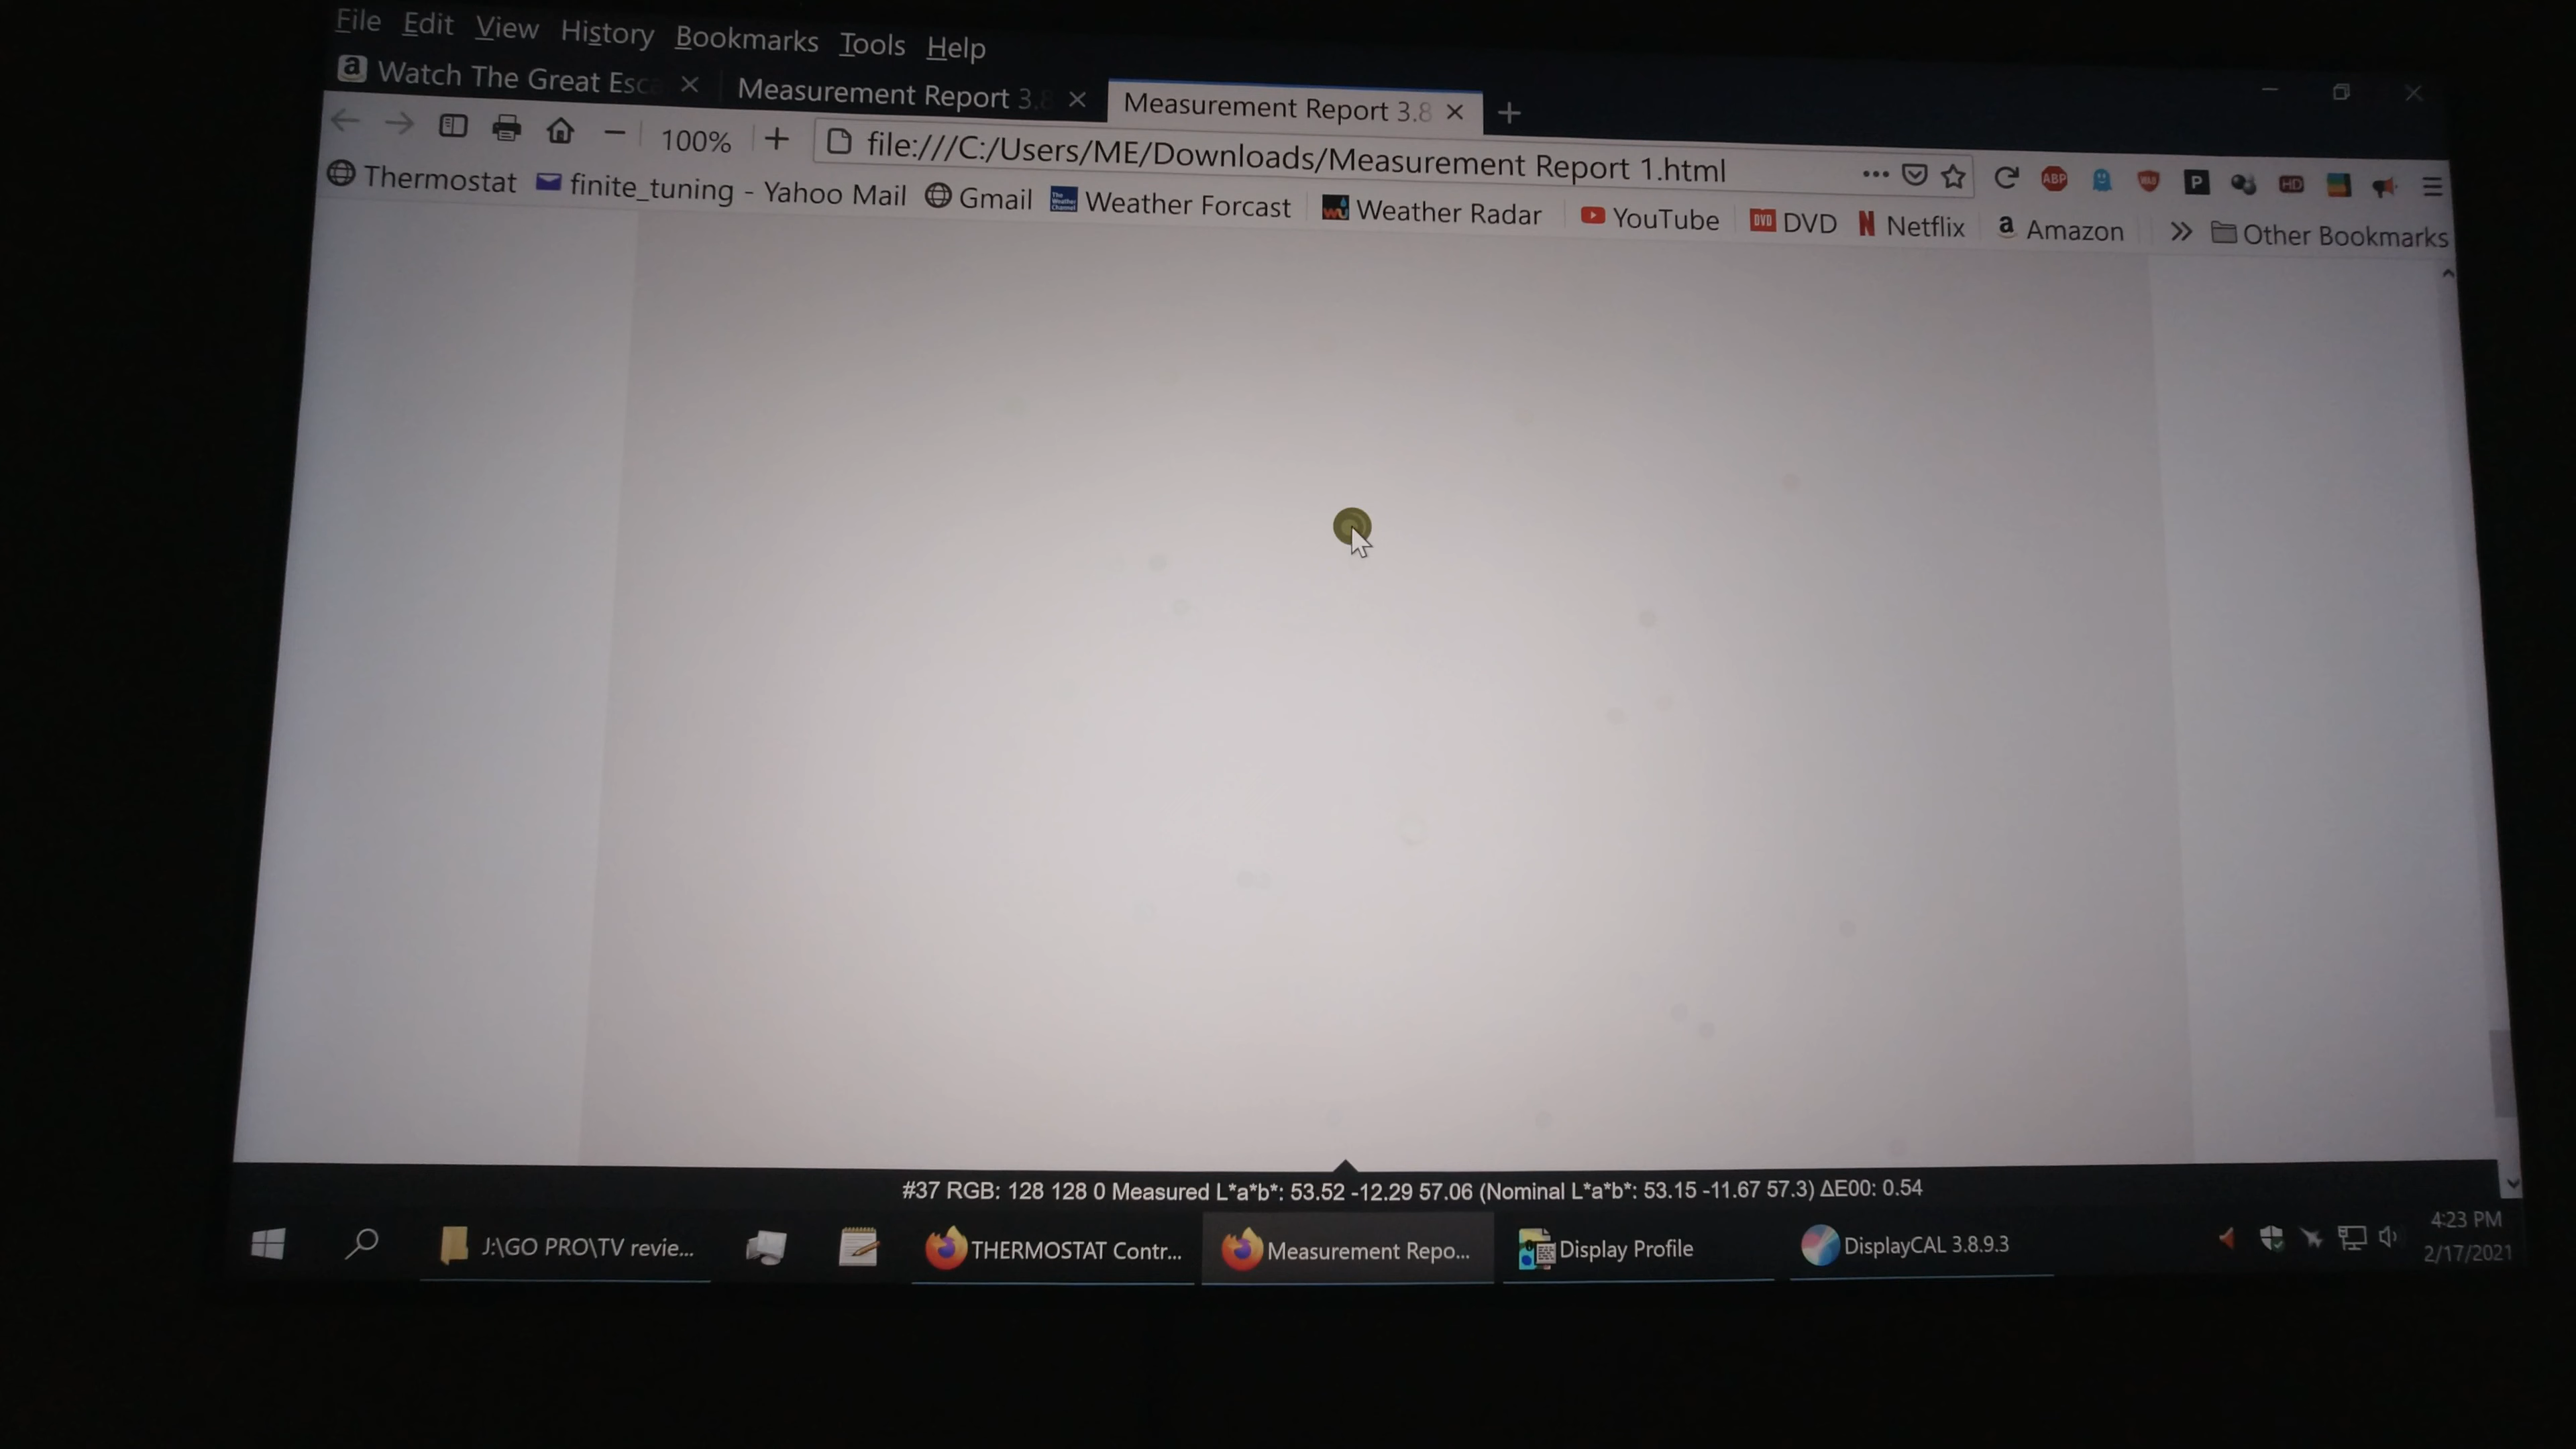 File Edit View History Bookmarks Tools Help
Watch The Great Esca Measurement Report 3.8 Measurement Report 3.8
100% file:///C:/Users/ME/Downloads/Measurement Report 1.html ABP P HD
Thermostat finite_tuning - Yahoo Mail Gmail Weather Forcast Weather Radar YouTube DVD DVD Netflix a Amazon Other Bookmarks
#37 RGB: 128 128 0 Measured L*a*b*: 53.52 -12.29 57.06 (Nominal L*a*b*: 53.15 -11.67 57.3) ΔE00: 0.54
J:\GO PRO\TV revie... THERMOSTAT Contr... Measurement Repo... Display Profile DisplayCAL 3.8.9.3
4:23 PM
2/17/2021